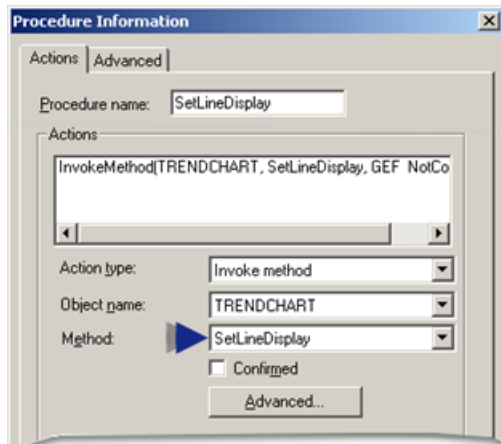 Procedure Information
Actions Advanced
Procedure name: SetLineDisplay
Actions
InvokeMethod(TRENDCHART, SetLineDisplay, GEF NotCo
Action type: Invoke method
Object name: TRENDCHART
Method: SetLineDisplay
Confirmed
Advanced...